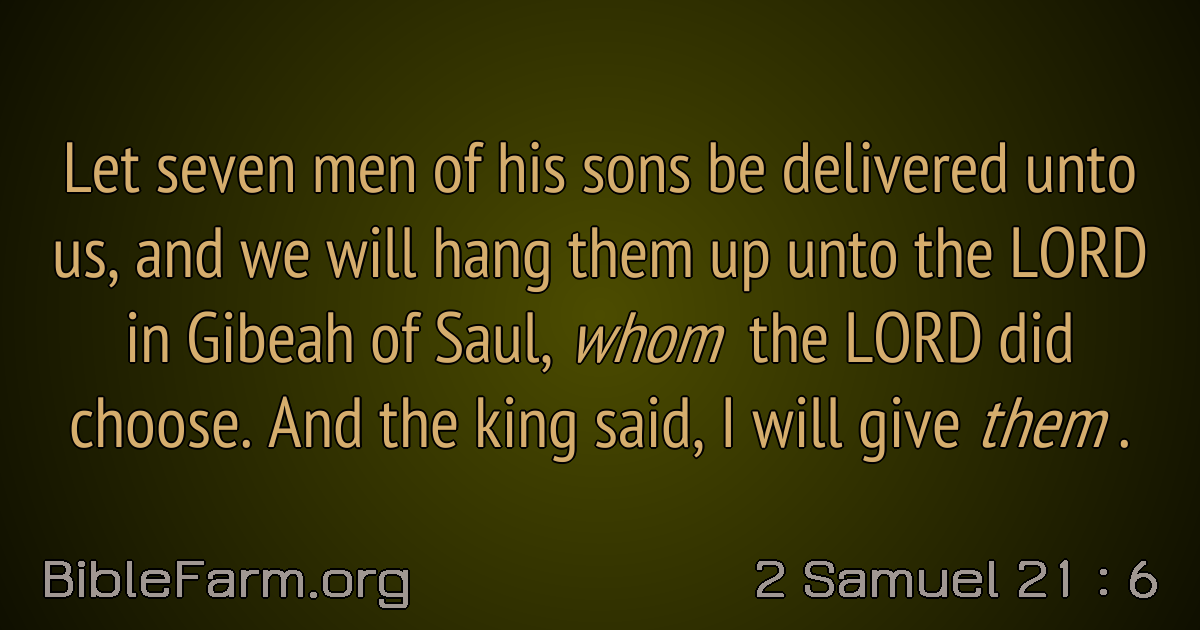 Let seven men of his sons be delivered unto
us, and we will hang them up unto the LORD
in Gibeah of Saul, whom the LORD did
choose. And the king said, I will give them .
BibleFarm.org
2 Samuel 21 : 6